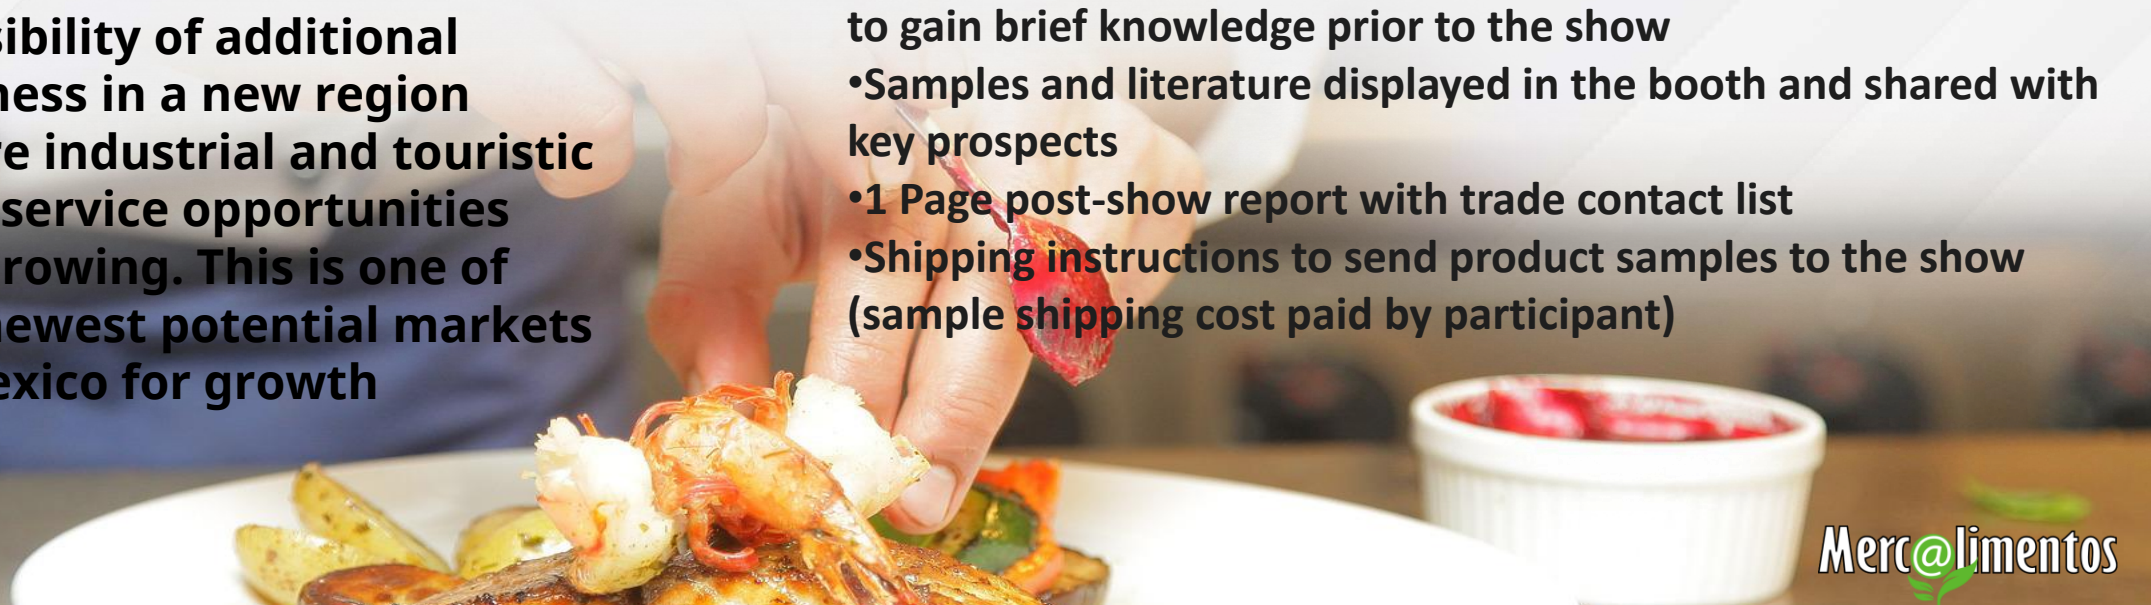 sibility of additional
ness in a new region
re industrial and touristic
service opportunities
rowing. This is one of
ewest potential markets
exico for growth
to gain brief knowledge prior to the show
•Samples and literature displayed in the booth and shared with
key prospects
•1 Page post-show report with trade contact list
•Shipping instructions to send product samples to the show
(sample shipping cost paid by participant)
Merc@limentos